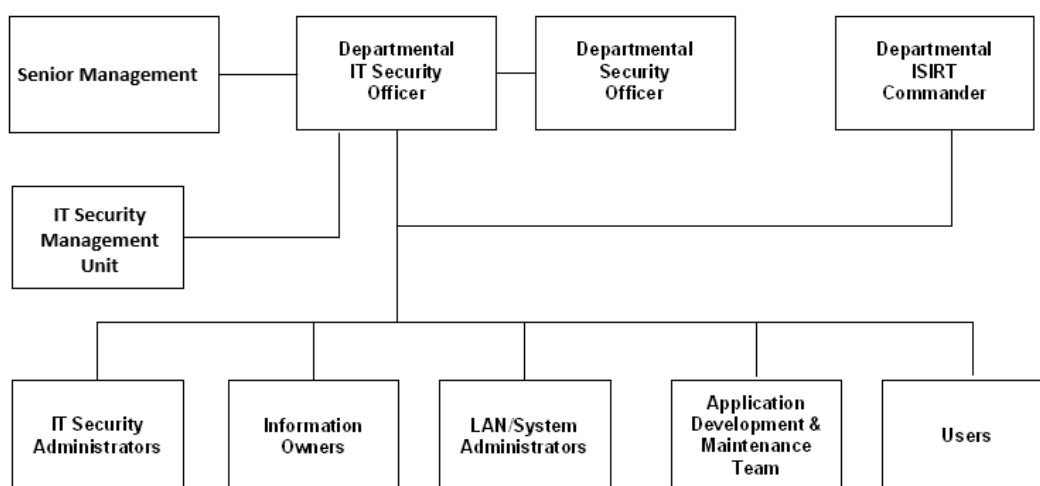 Senior Management
Departmental
IT Security
Officer
Departmental
Security
Officer
Departmental
ISIRT
Commander
IT Security
Management
Unit
IT Security
Administrators
Information
Owners
LAN/System
Administrators
Application
Development &
Maintenance
Team
Users